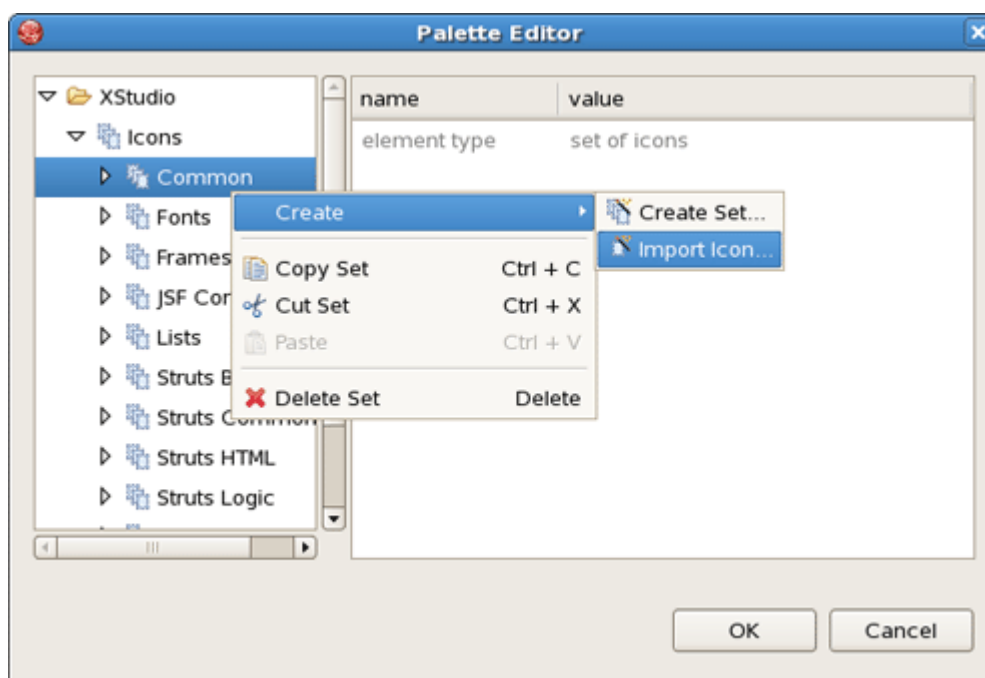 Palette Editor
XStudio
Icons
Common
Fonts
Frames
JSF Cor
Lists
Struts B
Struts Common
Struts HTML
Struts Logic
name value
element type set of icons
Create
Copy Set Ctrl + C
Cut Set Ctrl + X
Paste Ctrl + V
Delete Set Delete
Create Set...
Import Icon...
OK Cancel